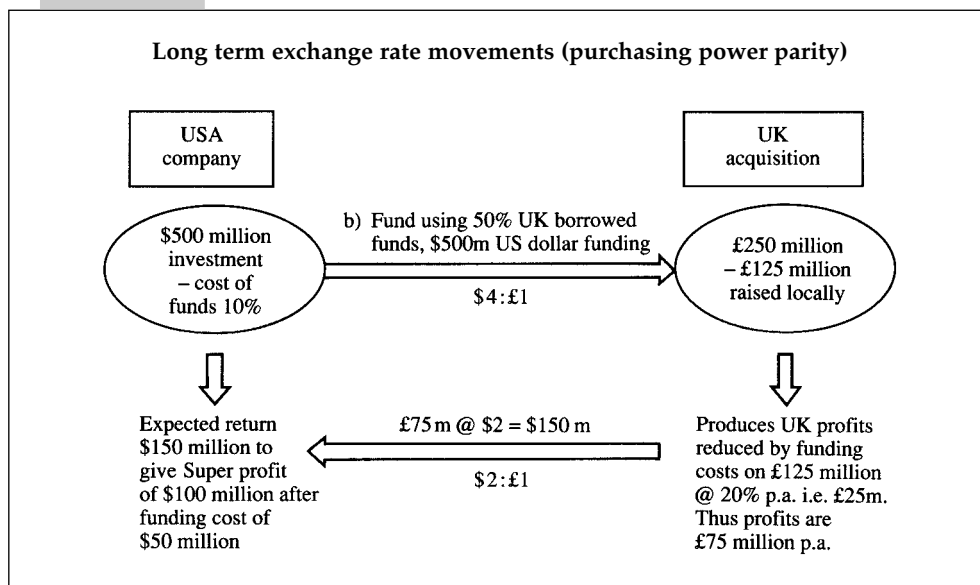 Long term exchange rate movements (purchasing power parity)
USA
company
UK
acquisition
$500 million
investment
– cost of
funds 10%
b) Fund using 50% UK borrowed
funds, $500m US dollar funding
$4:£1
£250 million
– £125 million
raised locally
Expected return
$150 million to
give Super profit
of $100 million after
funding cost of
$50 million
£75 m @ $2 = $150 m
$2:£1
Produces UK profits
reduced by funding
costs on £125 million
@ 20% p.a. i.e. £25m.
Thus profits are
£75 million p.a.